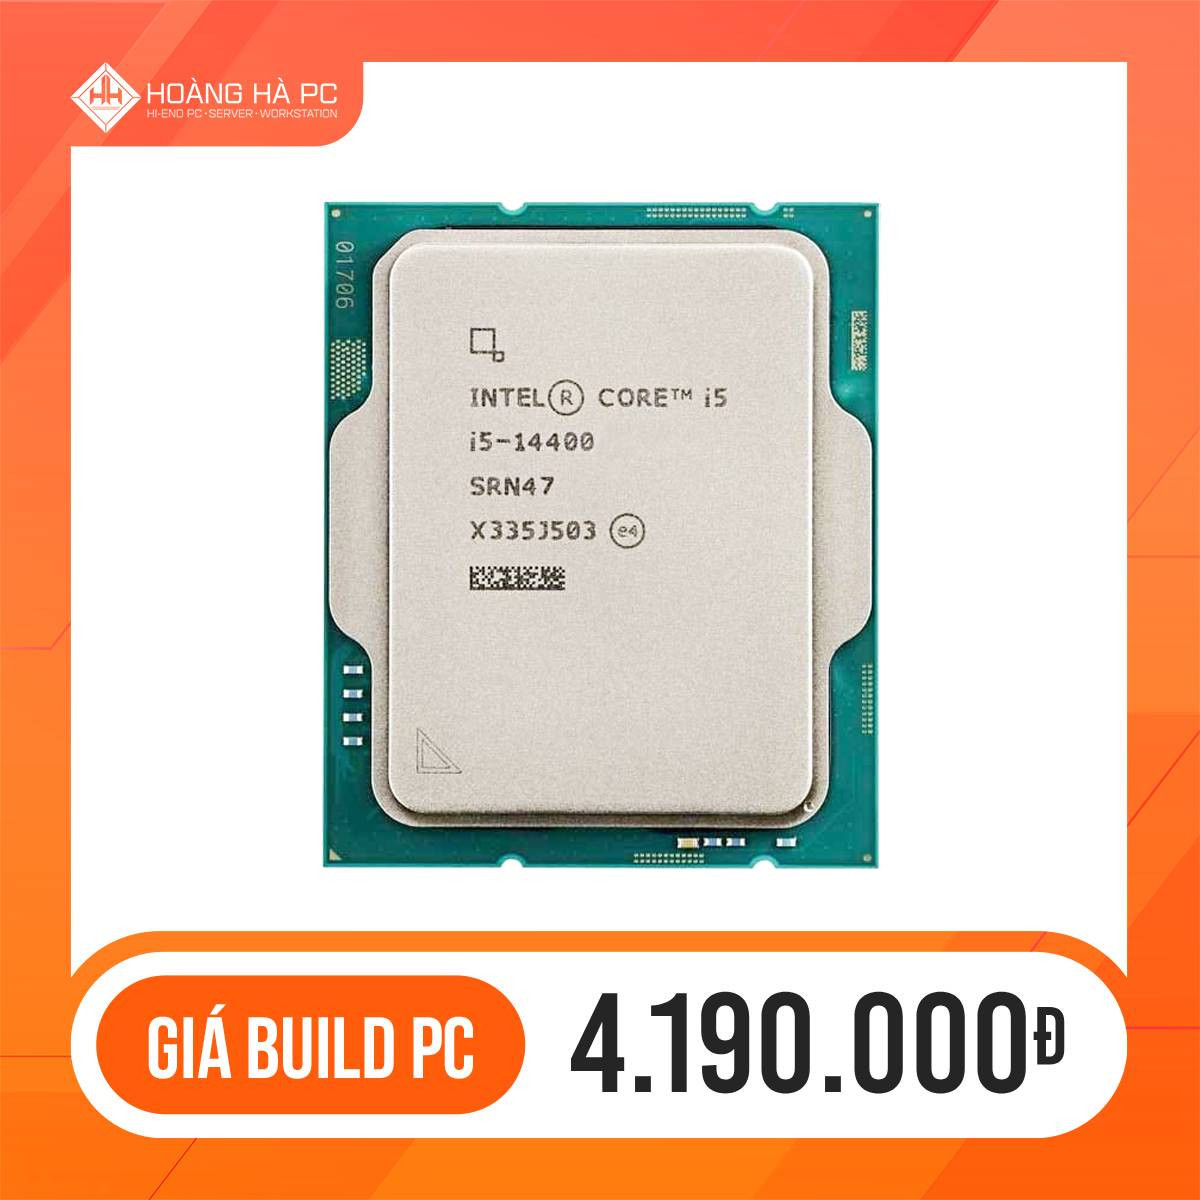 HOÀNG HÀ PC
HI-END PC - SERVER - WORKSTATION
01706
INTEL® CORE™ i5
i5-14400
SRN47
X335J503 e4
GIÁ BUILD PC
4.190.000Đ